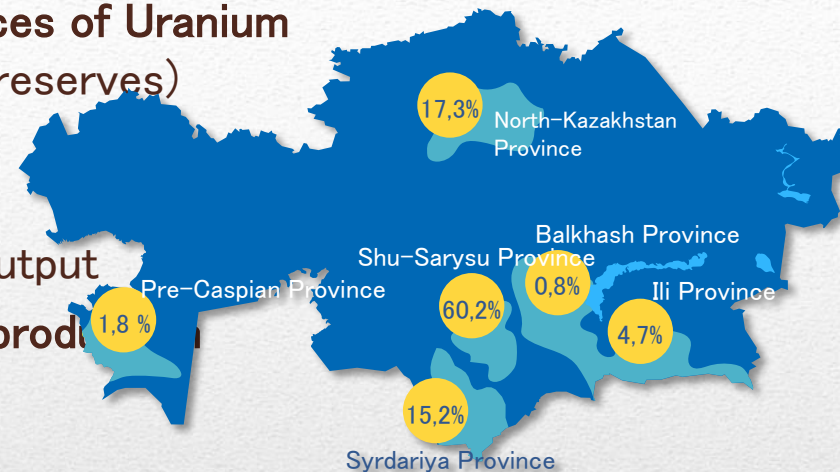 ces of Uranium
reserves)
17,3%
North-Kazakhstan
Province
Balkhash Province
Shu-Sarysu Province
utput
Pre-Caspian Province
0,8%
Ili Province
60,2%
1,8 %
4,7%
15,2%
Syrdariya Province